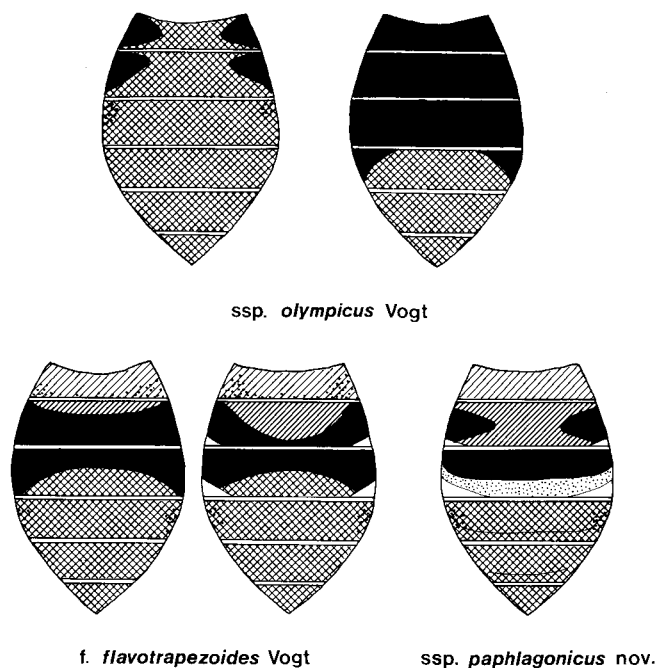 ssp. olympicus Vogt
f. flavotrapezoides Vogt
ssp. paphlagonicus nov.